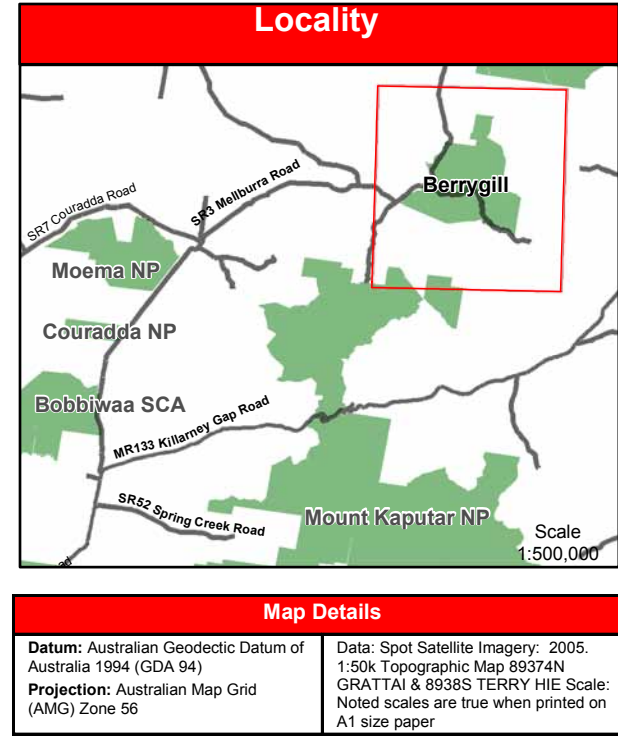 Locality
Berrygill
SR3 Mellburra Road
SR7 Couradda Road
Moema NP
Couradda NP
Bobbiwaa SCA
MR133 Killarney Gap Road
SR52 Spring Creek Road
Mount Kaputar NP
Scale
1:500,000
Map Details
Datum: Australian Geodectic Datum of
Australia 1994 (GDA 94)
Projection: Australian Map Grid
(AMG) Zone 56
Data: Spot Satellite Imagery: 2005.
1:50k Topographic Map 89374N
GRATTAI & 8938S TERRY HIE Scale:
Noted scales are true when printed on
A1 size paper